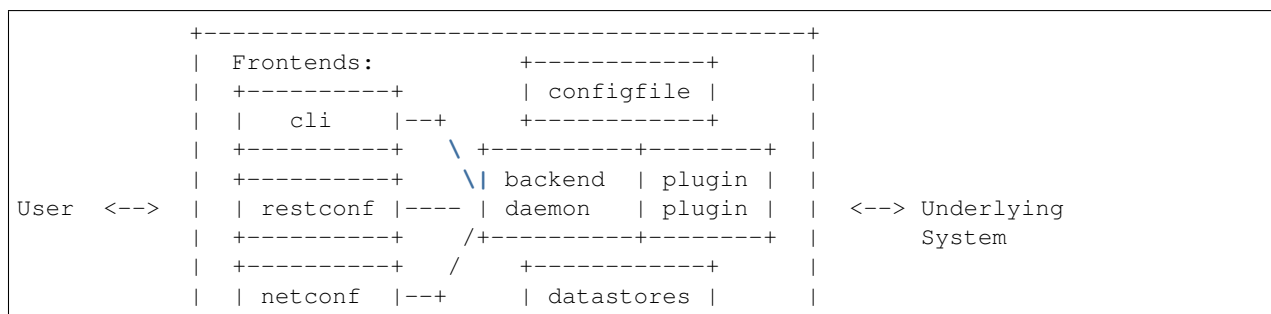 +------------------------------------------+
| Frontends: +------------+ |
| +----------+ | configfile | |
| | cli |--+ +------------+ |
| +----------+ \ +----------+--------+ |
| +----------+ \| backend | plugin | |
User <--> | | restconf |---- | daemon | plugin | | <--> Underlying
| +----------+ /+----------+--------+ | System
| +----------+ / +------------+ |
| | netconf |--+ | datastores | |